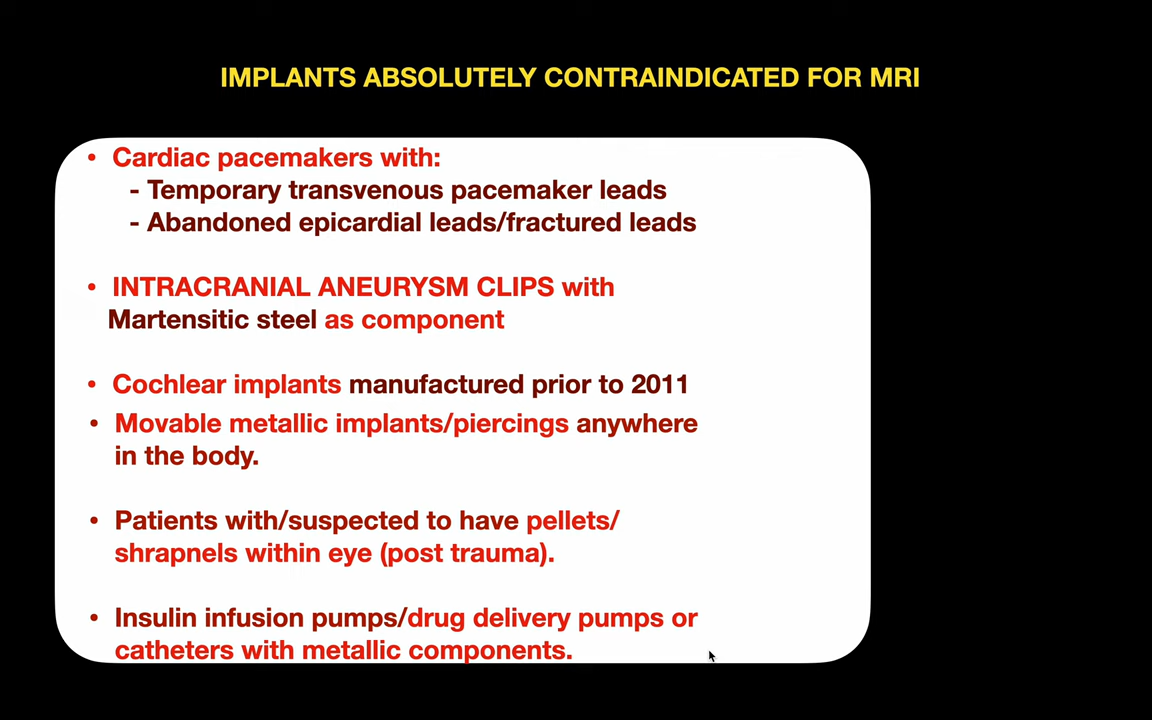 IMPLANTS ABSOLUTELY CONTRAINDICATED FOR MRI
• Cardiac pacemakers with:
- Temporary transvenous pacemaker leads
- Abandoned epicardial leads/fractured leads
• INTRACRANIAL ANEURYSM CLIPS with
Martensitic steel as component
• Cochlear implants manufactured prior to 2011
• Movable metallic implants/piercings anywhere
in the body.
• Patients with/suspected to have pellets/
shrapnels within eye (post trauma).
• Insulin infusion pumps/drug delivery pumps or
catheters with metallic components.